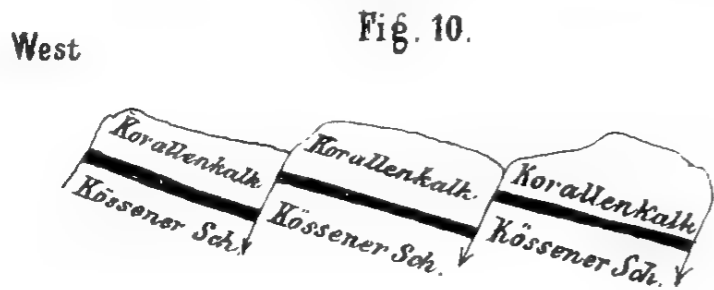 Fig. 10.
West
Korallenkalk
Kössener Sch.
Korallenkalk.
Kössener Sch.
Korallenkalk
Kössener Sch.